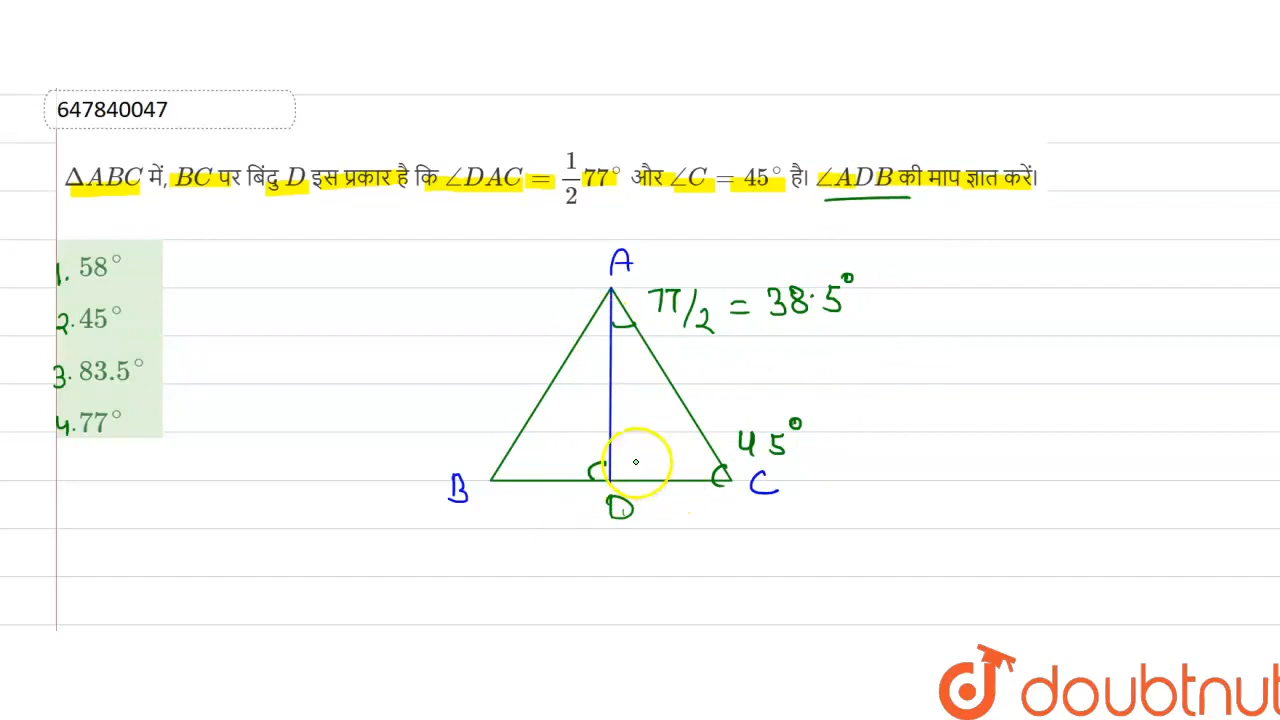 647840047
ΔABC में, BC पर बिंदु D इस प्रकार है कि ∠DAC = 1/2 77° और ∠C = 45° है। ∠ADB की माप ज्ञात करें।
1. 58°
2. 45°
3. 83.5°
4. 77°
A
77/2 = 38.5°
45°
B
C
D
doubtnut